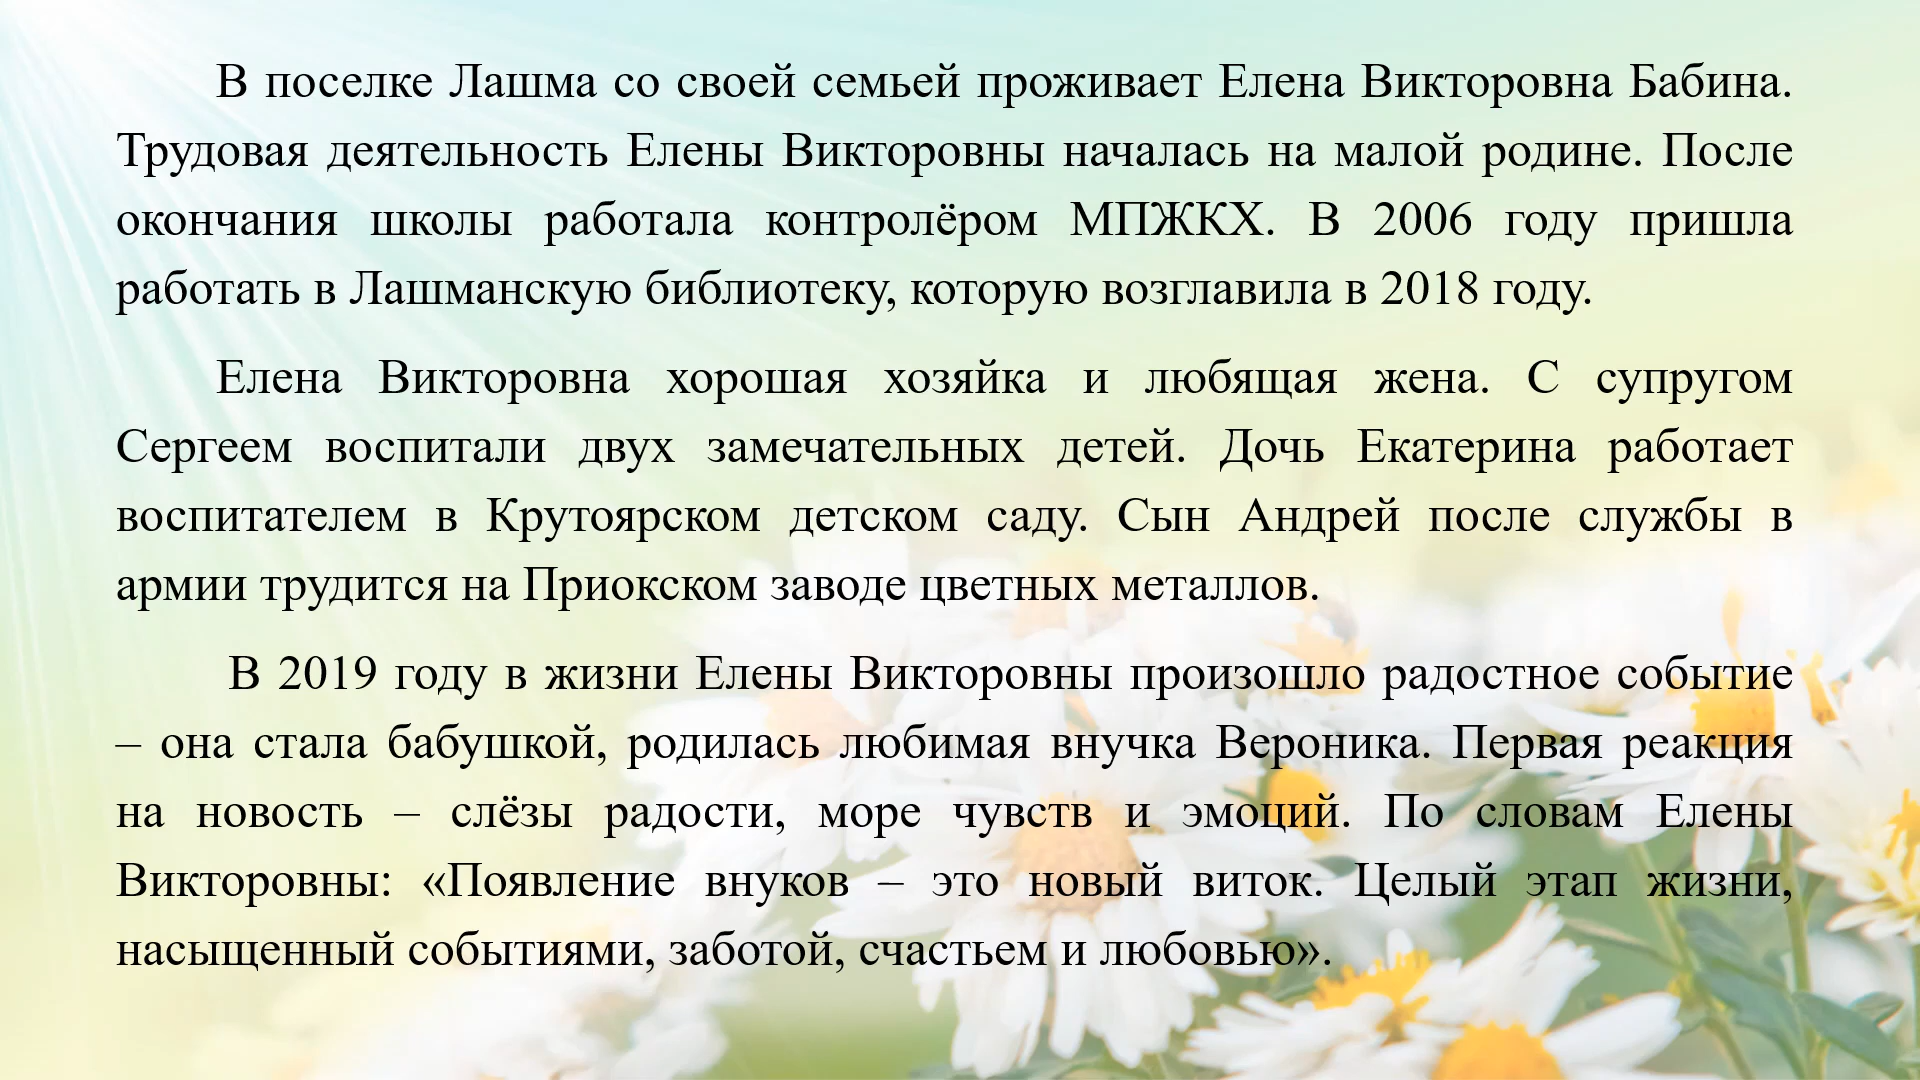 В поселке Лашма со своей семьей проживает Елена Викторовна Бабина.
Трудовая деятельность Елены Викторовны началась на малой родине. После
окончания школы работала контролёром МПЖКХ. В 2006 году пришла
работать в Лашманскую библиотеку, которую возглавила в 2018 году.
Елена Викторовна хорошая хозяйка и любящая жена. С супругом
Сергеем воспитали двух замечательных детей. Дочь Екатерина работает
воспитателем в Крутоярском детском саду. Сын Андрей после службы в
армии трудится на Приокском заводе цветных металлов.
В 2019 году в жизни Елены Викторовны произошло радостное событие
– она стала бабушкой, родилась любимая внучка Вероника. Первая реакция
на новость – слёзы радости, море чувств и эмоций. По словам Елены
Викторовны: «Появление внуков – это новый виток. Целый этап жизни,
насыщенный событиями, заботой, счастьем и любовью».